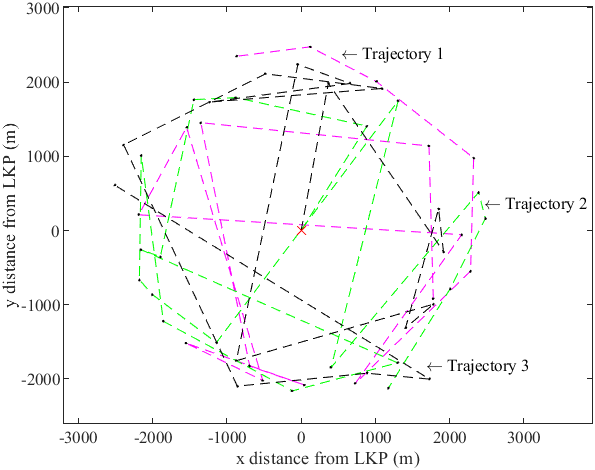 3000
2000
1000
0
-1000
-2000
y distance from LKP (m)
← Trajectory 1
← Trajectory 2
← Trajectory 3
-3000 -2000 -1000 0 1000 2000 3000
x distance from LKP (m)